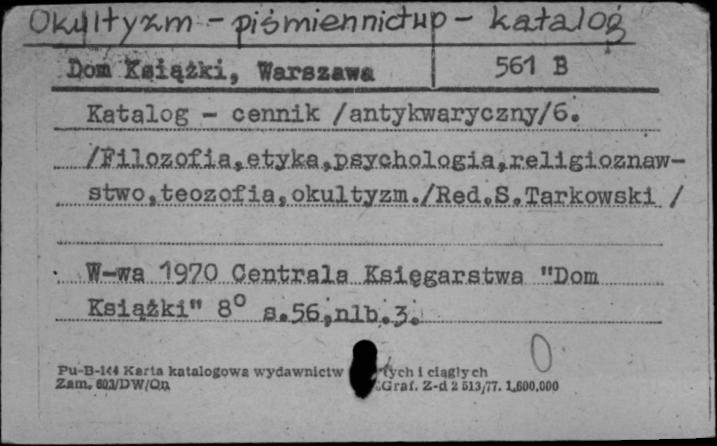 Okultyzm - piśmiennictwo - katalog
Dom Książki, Warszawa 561 B
Katalog - cennik /antykwaryczny/6.
/Filozofia,etyka,psychologia,religioznaw-
stwo,teozofia,okultyzm./Red.S.Tarkowski /
W-wa 1970 Centrala Księgarstwa "Dom
Książki" 8° s.56,nlb.3.
0
Pu-B-144 Karta katalogowa wydawnictw tych i ciągłych
Zam. DW/On Graf. Z-d 2 513/77. 1.600.000